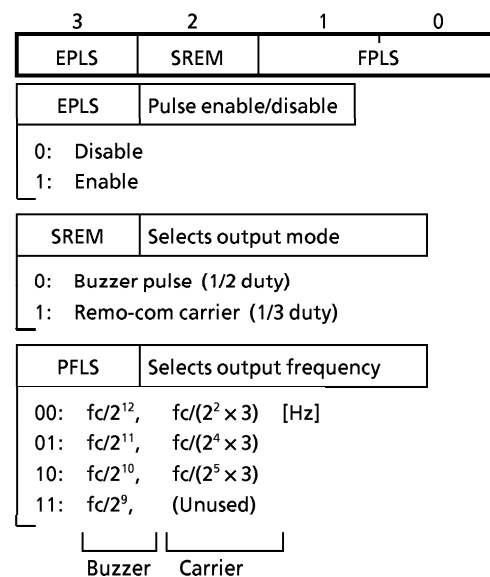 3 2 1 0
EPLS SREM FPLS
EPLS Pulse enable/disable
0: Disable
1: Enable
SREM Selects output mode
0: Buzzer pulse (1/2 duty)
1: Remo-com carrier (1/3 duty)
PFLS Selects output frequency
00: fc/2¹², fc/(2² × 3) [Hz]
01: fc/2¹¹, fc/(2⁴ × 3)
10: fc/2¹⁰, fc/(2⁵ × 3)
11: fc/2⁹, (Unused)
Buzzer Carrier